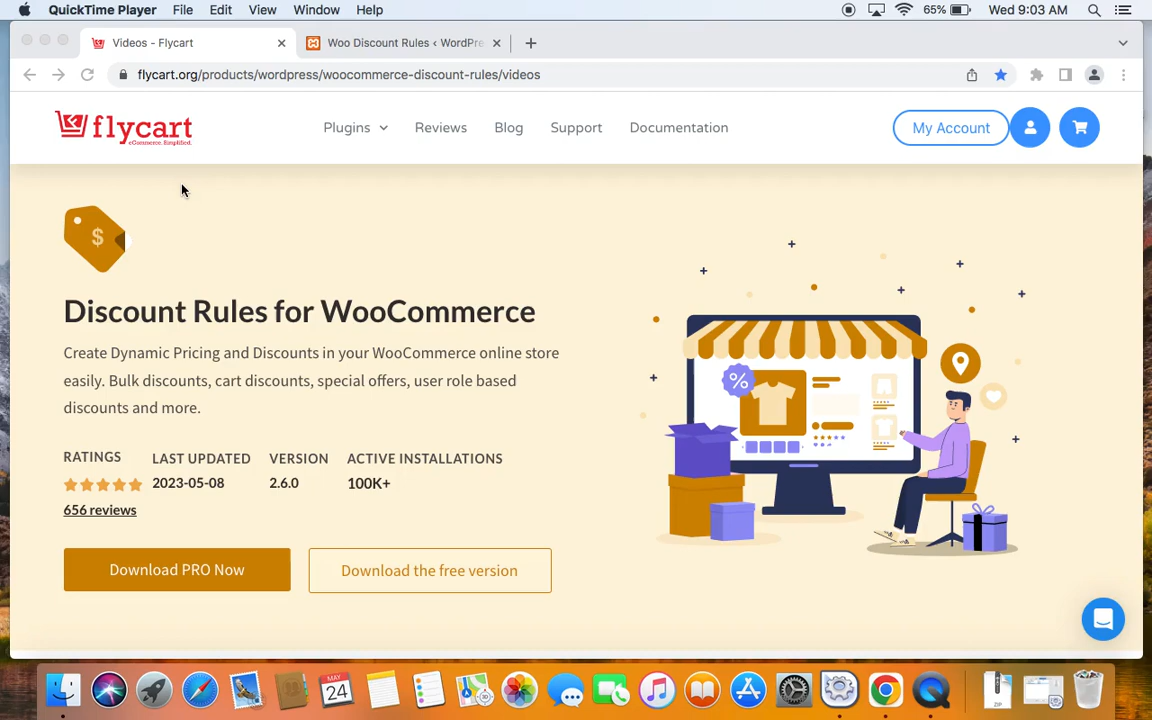 QuickTime Player File Edit View Window Help 65% Wed 9:03 AM
Videos - Flycart Woo Discount Rules ‹ WordPre
flycart.org/products/wordpress/woocommerce-discount-rules/videos
flycart
eCommerce. Simplified.
Plugins Reviews Blog Support Documentation My Account
$
Discount Rules for WooCommerce
Create Dynamic Pricing and Discounts in your WooCommerce online store
easily. Bulk discounts, cart discounts, special offers, user role based
discounts and more.
RATINGS LAST UPDATED VERSION ACTIVE INSTALLATIONS
2023-05-08 2.6.0 100K+
656 reviews
Download PRO Now Download the free version
%
MAY
24
ZIP